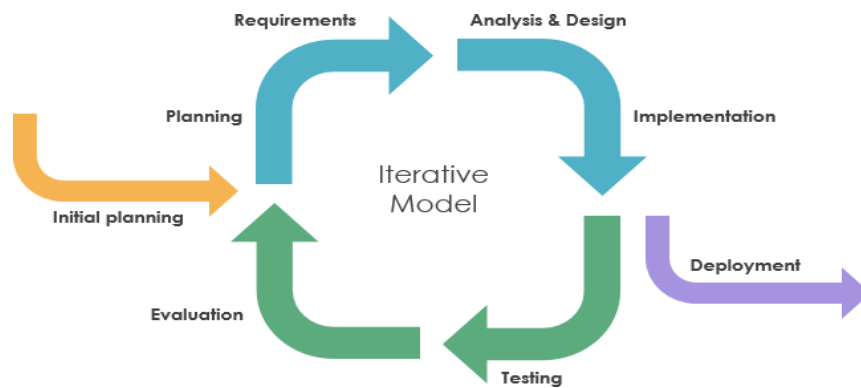 Requirements
Analysis & Design
Planning
Implementation
Iterative
Model
Initial planning
Deployment
Evaluation
Testing